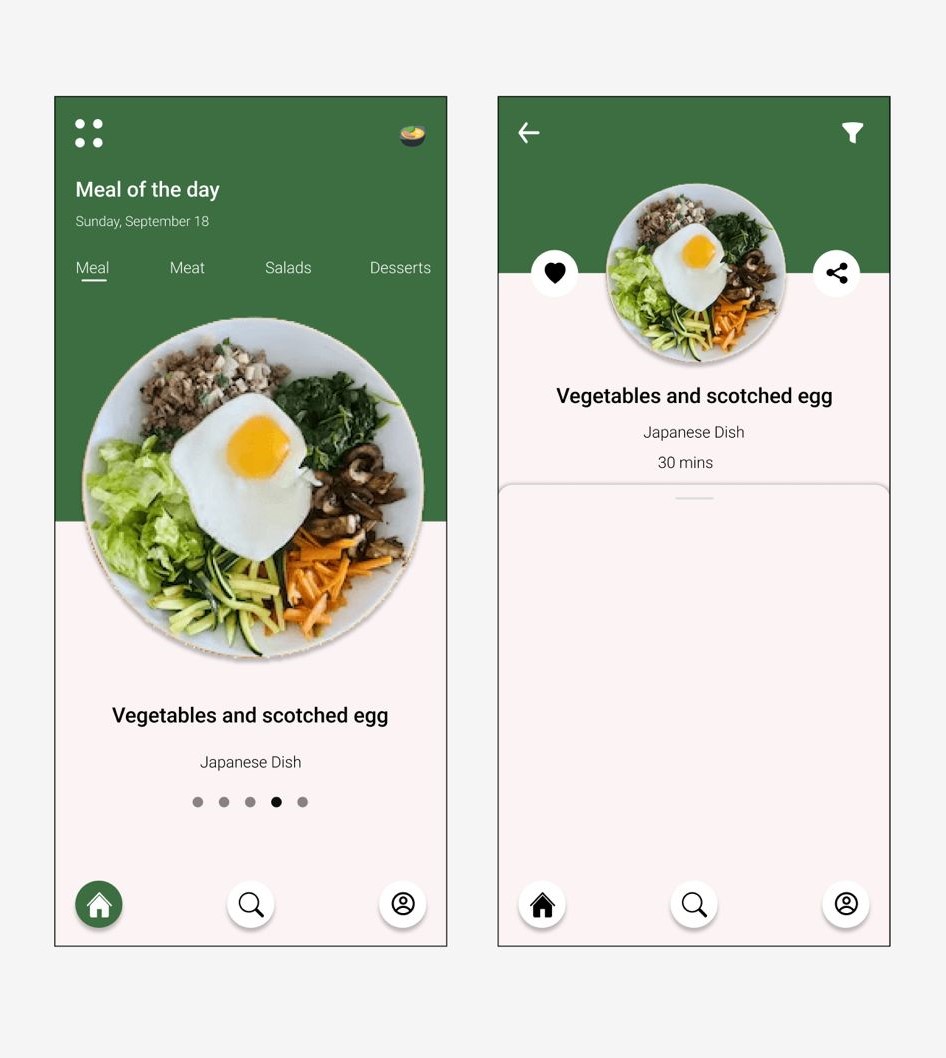 Meal of the day
Sunday, September 18
Meal Meat Salads Desserts
Vegetables and scotched egg
Japanese Dish
Vegetables and scotched egg
Japanese Dish
30 mins